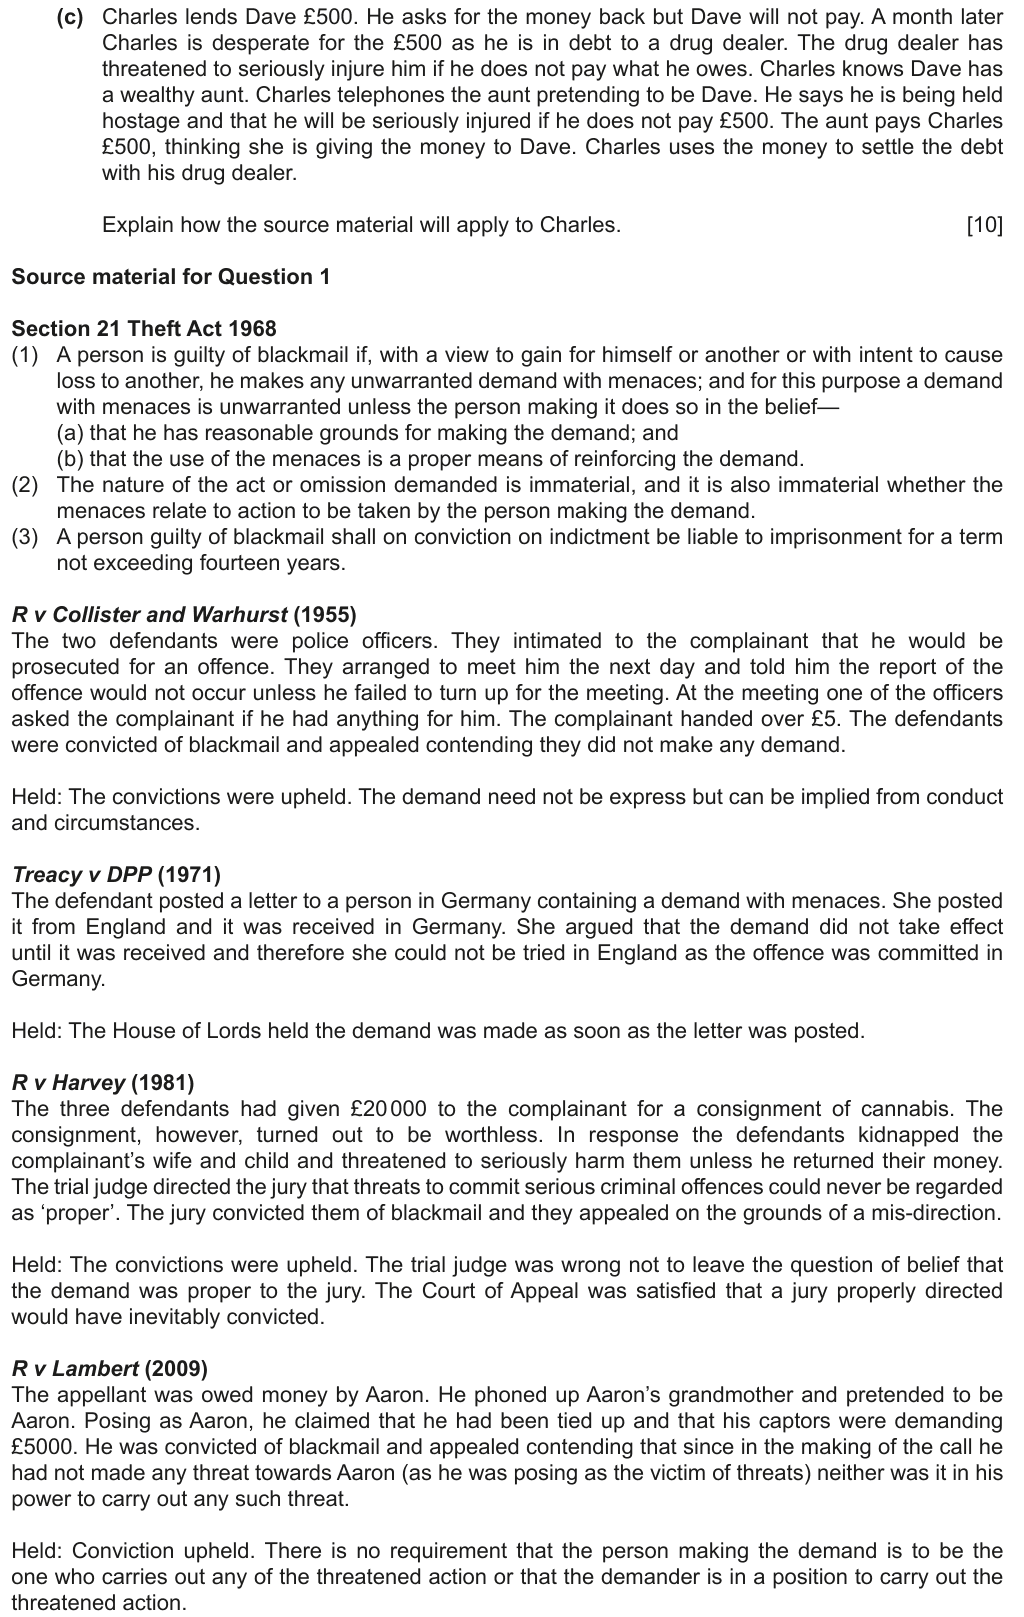 (c) Charles lends Dave £500. He asks for the money back but Dave will not pay. A month later
Charles is desperate for the £500 as he is in debt to a drug dealer. The drug dealer has
threatened to seriously injure him if he does not pay what he owes. Charles knows Dave has
a wealthy aunt. Charles telephones the aunt pretending to be Dave. He says he is being held
hostage and that he will be seriously injured if he does not pay £500. The aunt pays Charles
£500, thinking she is giving the money to Dave. Charles uses the money to settle the debt
with his drug dealer.
Explain how the source material will apply to Charles. [10]
Source material for Question 1
Section 21 Theft Act 1968
(1) A person is guilty of blackmail if, with a view to gain for himself or another or with intent to cause
loss to another, he makes any unwarranted demand with menaces; and for this purpose a demand
with menaces is unwarranted unless the person making it does so in the belief—
(a) that he has reasonable grounds for making the demand; and
(b) that the use of the menaces is a proper means of reinforcing the demand.
(2) The nature of the act or omission demanded is immaterial, and it is also immaterial whether the
menaces relate to action to be taken by the person making the demand.
(3) A person guilty of blackmail shall on conviction on indictment be liable to imprisonment for a term
not exceeding fourteen years.
R v Collister and Warhurst (1955)
The two defendants were police officers. They intimated to the complainant that he would be
prosecuted for an offence. They arranged to meet him the next day and told him the report of the
offence would not occur unless he failed to turn up for the meeting. At the meeting one of the officers
asked the complainant if he had anything for him. The complainant handed over £5. The defendants
were convicted of blackmail and appealed contending they did not make any demand.
Held: The convictions were upheld. The demand need not be express but can be implied from conduct
and circumstances.
Treacy v DPP (1971)
The defendant posted a letter to a person in Germany containing a demand with menaces. She posted
it from England and it was received in Germany. She argued that the demand did not take effect
until it was received and therefore she could not be tried in England as the offence was committed in
Germany.
Held: The House of Lords held the demand was made as soon as the letter was posted.
R v Harvey (1981)
The three defendants had given £20 000 to the complainant for a consignment of cannabis. The
consignment, however, turned out to be worthless. In response the defendants kidnapped the
complainant’s wife and child and threatened to seriously harm them unless he returned their money.
The trial judge directed the jury that threats to commit serious criminal offences could never be regarded
as ‘proper’. The jury convicted them of blackmail and they appealed on the grounds of a mis-direction.
Held: The convictions were upheld. The trial judge was wrong not to leave the question of belief that
the demand was proper to the jury. The Court of Appeal was satisfied that a jury properly directed
would have inevitably convicted.
R v Lambert (2009)
The appellant was owed money by Aaron. He phoned up Aaron’s grandmother and pretended to be
Aaron. Posing as Aaron, he claimed that he had been tied up and that his captors were demanding
£5000. He was convicted of blackmail and appealed contending that since in the making of the call he
had not made any threat towards Aaron (as he was posing as the victim of threats) neither was it in his
power to carry out any such threat.
Held: Conviction upheld. There is no requirement that the person making the demand is to be the
one who carries out any of the threatened action or that the demander is in a position to carry out the
threatened action.